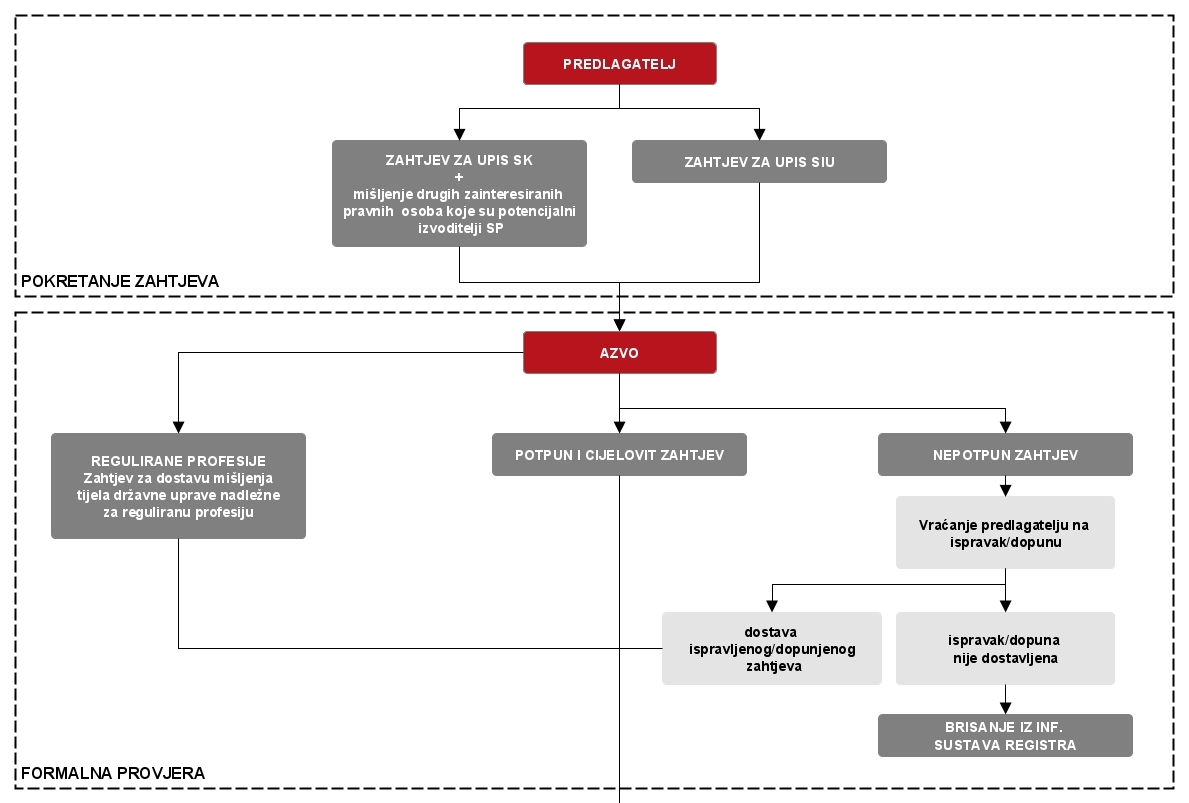 PREDLAGATELJ
ZAHTJEV ZA UPIS SK
+
mišljenje drugih zainteresiranih
pravnih osoba koje su potencijalni
izvoditelji SP
ZAHTJEV ZA UPIS SIU
POKRETANJE ZAHTJEVA
AZVO
REGULIRANE PROFESIJE
Zahtjev za dostavu mišljenja
tijela državne uprave nadležne
za reguliranu profesiju
POTPUN I CIJELOVIT ZAHTJEV
NEPOTPUN ZAHTJEV
Vraćanje predlagatelju na
ispravak/dopunu
dostava
ispravljenog/dopunjenog
zahtjeva
ispravak/dopuna
nije dostavljena
BRISANJE IZ INF.
SUSTAVA REGISTRA
FORMALNA PROVJERA